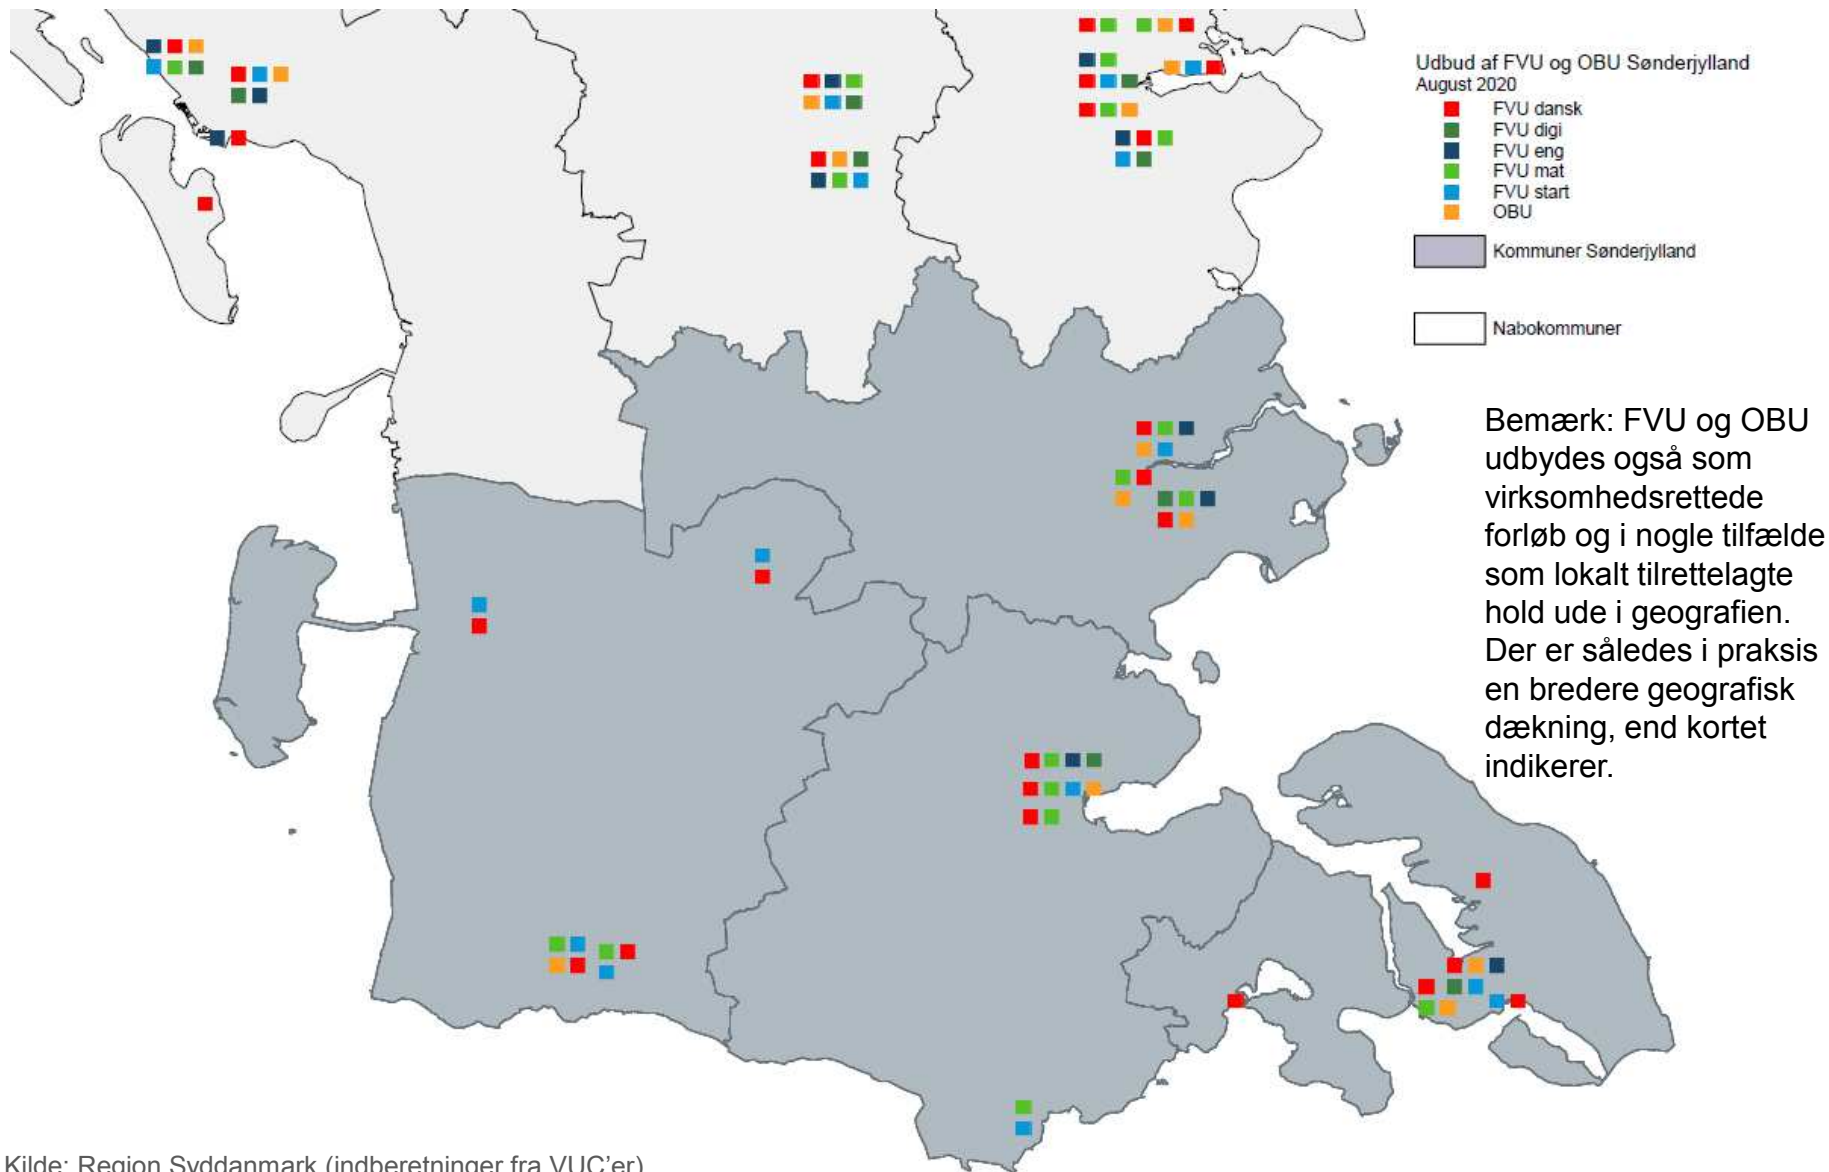 Udbud af FVU og OBU Sønderjylland
August 2020
FVU dansk
FVU digi
FVU eng
FVU mat
FVU start
OBU
Kommuner Sønderjylland
Nabokommuner
Bemærk: FVU og OBU
udbydes også som
virksomhedsrettede
forløb og i nogle tilfælde
som lokalt tilrettelagte
hold ude i geografien.
Der er således i praksis
en bredere geografisk
dækning, end kortet
indikerer.
Kilde: Region Syddanmark (indberetninger fra VUC'er)